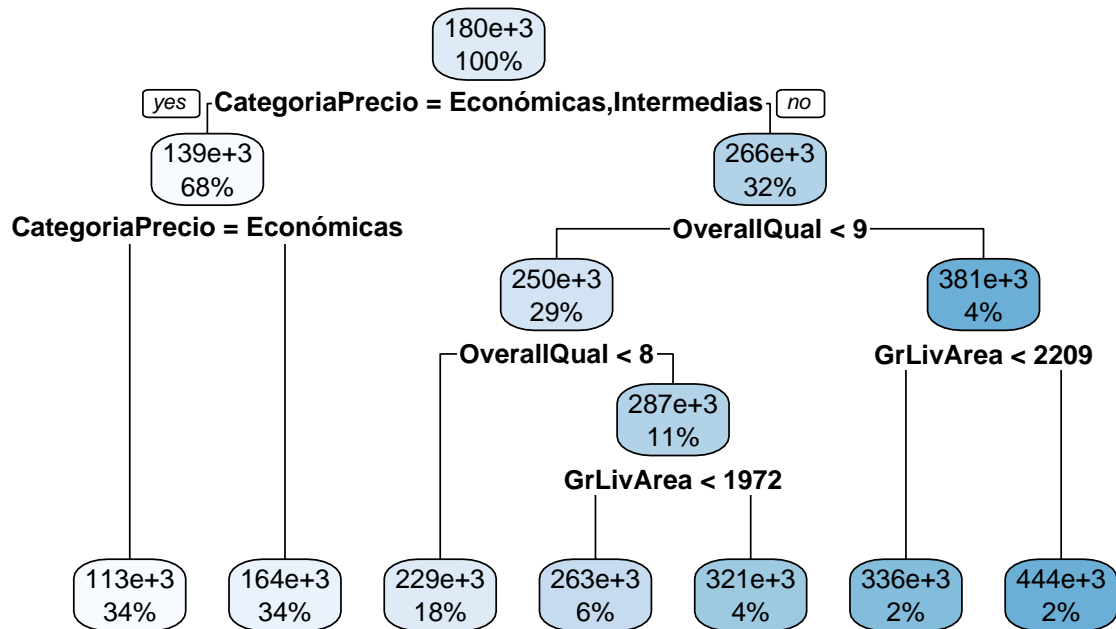 180e+3
100%
yes
CategoriaPrecio = Económicas,Intermedias
no
139e+3
68%
266e+3
32%
CategoriaPrecio = Económicas
OverallQual < 9
250e+3
29%
381e+3
4%
OverallQual < 8
GrLivArea < 2209
287e+3
11%
GrLivArea < 1972
113e+3
34%
164e+3
34%
229e+3
18%
263e+3
6%
321e+3
4%
336e+3
2%
444e+3
2%